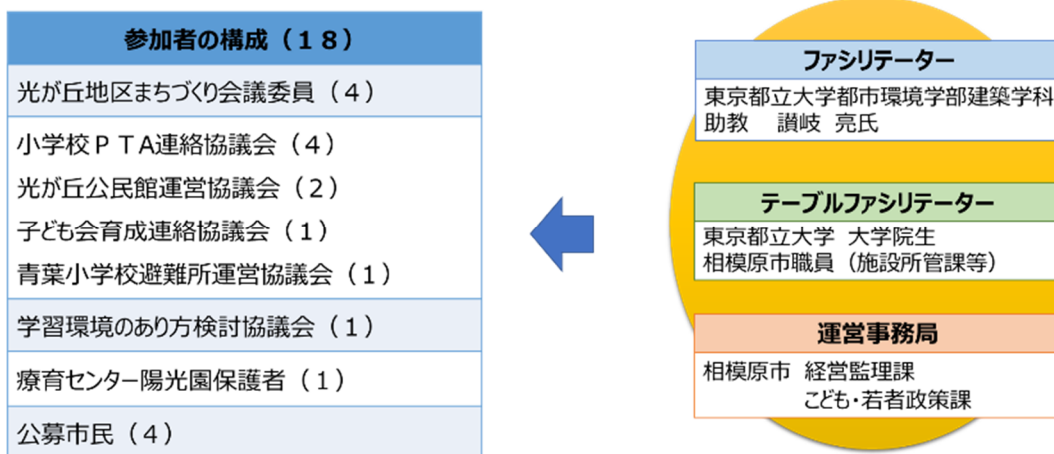 参加者の構成（１８）
光が丘地区まちづくり会議委員（４）
小学校ＰＴＡ連絡協議会（４）
光が丘公民館運営協議会（２）
子ども会育成連絡協議会（１）
青葉小学校避難所運営協議会（１）
学習環境のあり方検討協議会（１）
療育センター陽光園保護者（１）
公募市民（４）
ファシリテーター
東京都立大学都市環境学部建築学科
助教　讃岐 亮氏
テーブルファシリテーター
東京都立大学 大学院生
相模原市職員（施設所管課等）
運営事務局
相模原市 経営監理課
こども・若者政策課